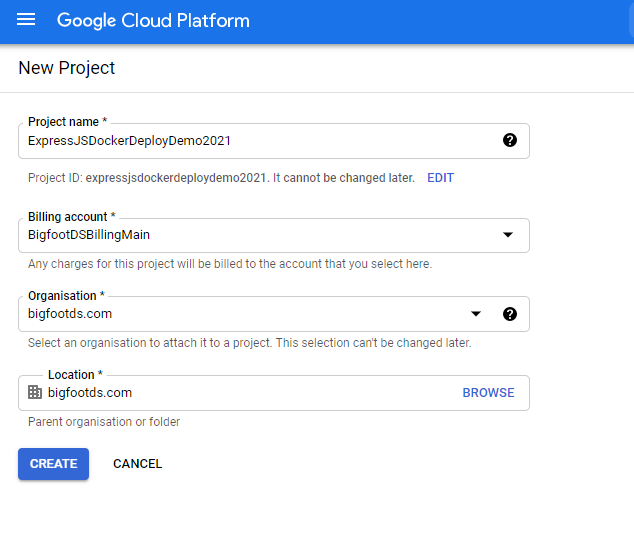 Google Cloud Platform
New Project
Project name *
ExpressJSDockerDeployDemo2021
Project ID: expressjsdockerdeploydemo2021. It cannot be changed later. EDIT
Billing account *
BigfootDSBillingMain
Any charges for this project will be billed to the account that you select here.
Organisation *
bigfootds.com
Select an organisation to attach it to a project. This selection can't be changed later.
Location *
bigfootds.com BROWSE
Parent organisation or folder
CREATE CANCEL